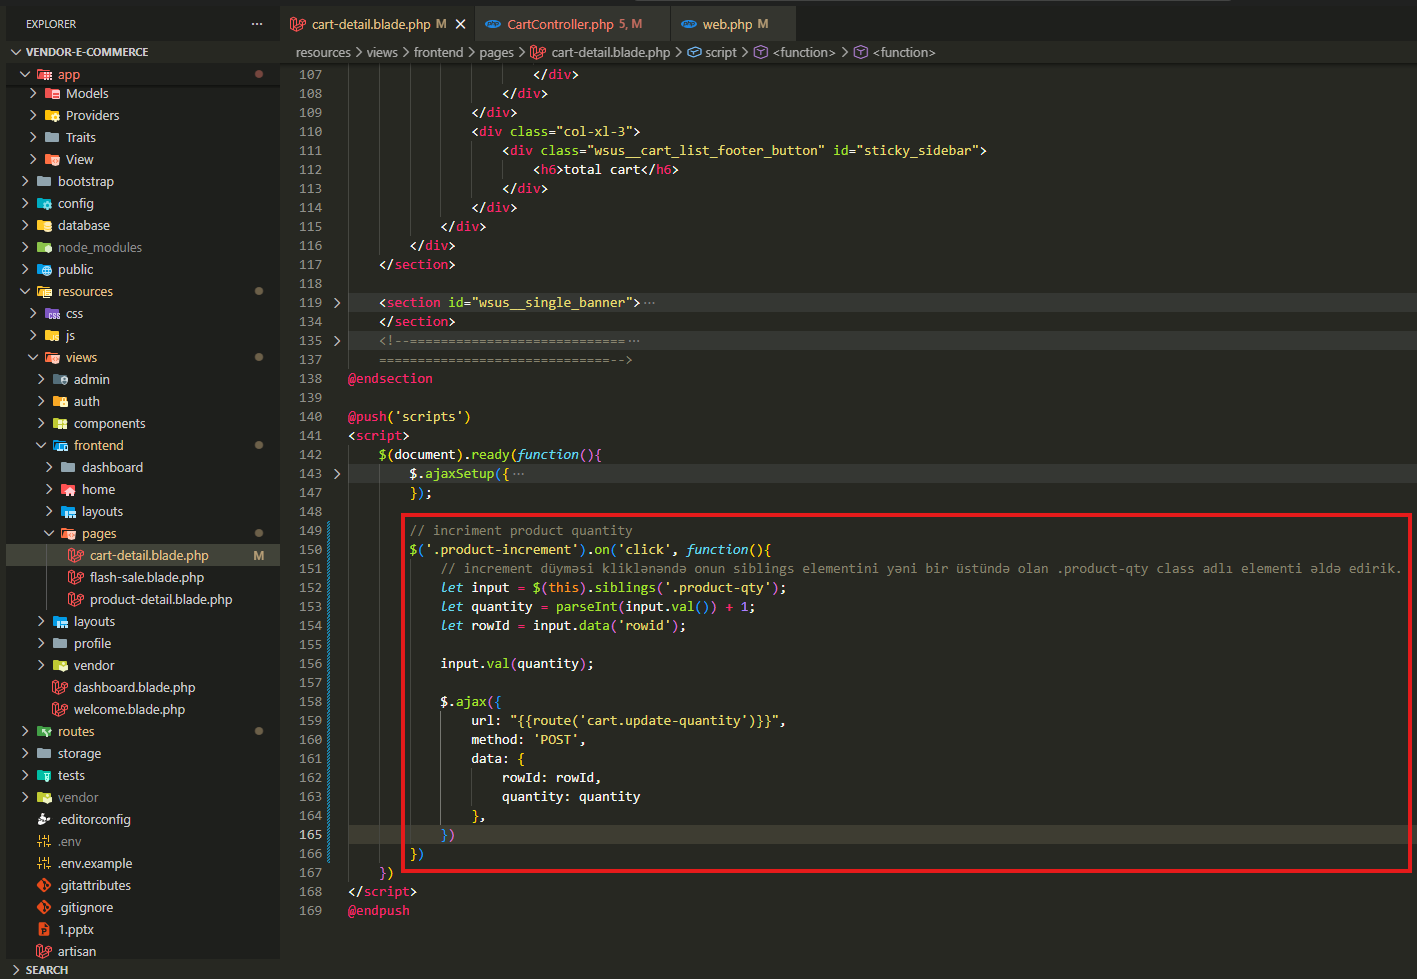 EXPLORER ···
VENDOR-E-COMMERCE
app
Models
Providers
Traits
View
bootstrap
config
database
node_modules
public
resources
css
js
views
admin
auth
components
frontend
dashboard
home
layouts
pages
cart-detail.blade.php M
flash-sale.blade.php
product-detail.blade.php
layouts
profile
vendor
dashboard.blade.php
welcome.blade.php
routes
storage
tests
vendor
.editorconfig
.env
.env.example
.gitattributes
.gitignore
1.pptx
artisan
SEARCH
cart-detail.blade.php M CartController.php 5, M web.php M
resources > views > frontend > pages > cart-detail.blade.php > script > <function> > <function>
107 </div>
108 </div>
109 </div>
110 <div class="col-xl-3">
111 <div class="wsus__cart_list_footer_button" id="sticky_sidebar">
112 <h6>total cart</h6>
113 </div>
114 </div>
115 </div>
116 </div>
117 </section>
118
119 <section id="wsus__single_banner">···
134 </section>
135 <!--============================···
137 ==============================-->
138 @endsection
139
140 @push('scripts')
141 <script>
142 $(document).ready(function(){
143 $.ajaxSetup({···
147 });
148
149 // incriment product quantity
150 $('.product-increment').on('click', function(){
151 // increment düyməsi kliklənəndə onun siblings elementini yəni bir üstündə olan .product-qty class adlı elementi əldə edirik.
152 let input = $(this).siblings('.product-qty');
153 let quantity = parseInt(input.val()) + 1;
154 let rowId = input.data('rowid');
155
156 input.val(quantity);
157
158 $.ajax({
159 url: "{{route('cart.update-quantity')}}",
160 method: 'POST',
161 data: {
162 rowId: rowId,
163 quantity: quantity
164 },
165 })
166 })
167 })
168 </script>
169 @endpush